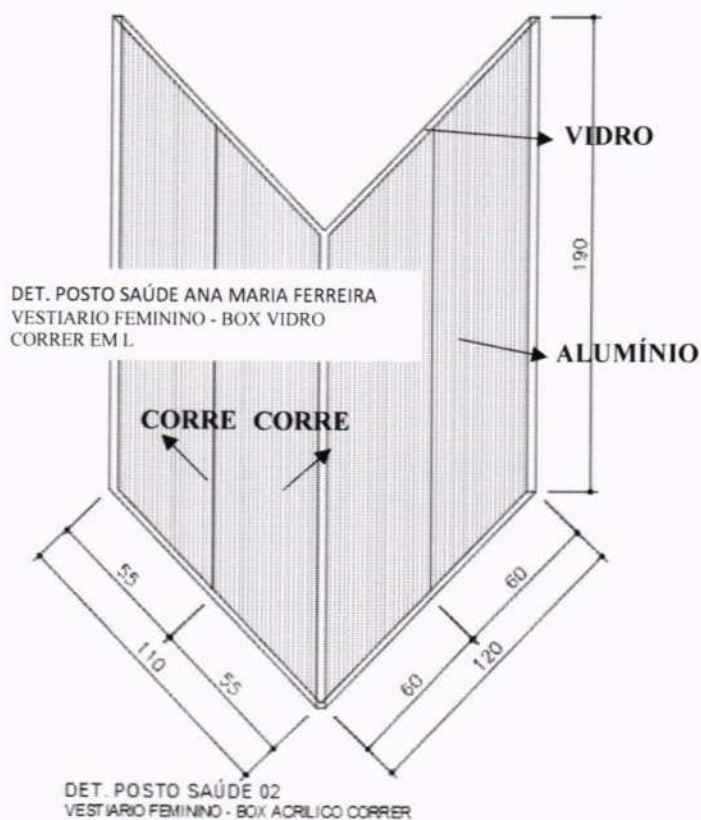 VIDRO
190
DET. POSTO SAÚDE ANA MARIA FERREIRA
VESTIARIO FEMININO - BOX VIDRO
CORRER EM L
ALUMÍNIO
CORRE CORRE
55
60
110
120
55
60
DET. POSTO SAÚDE 02
VESTIARIO FEMININO - BOX ACRILICO CORRER